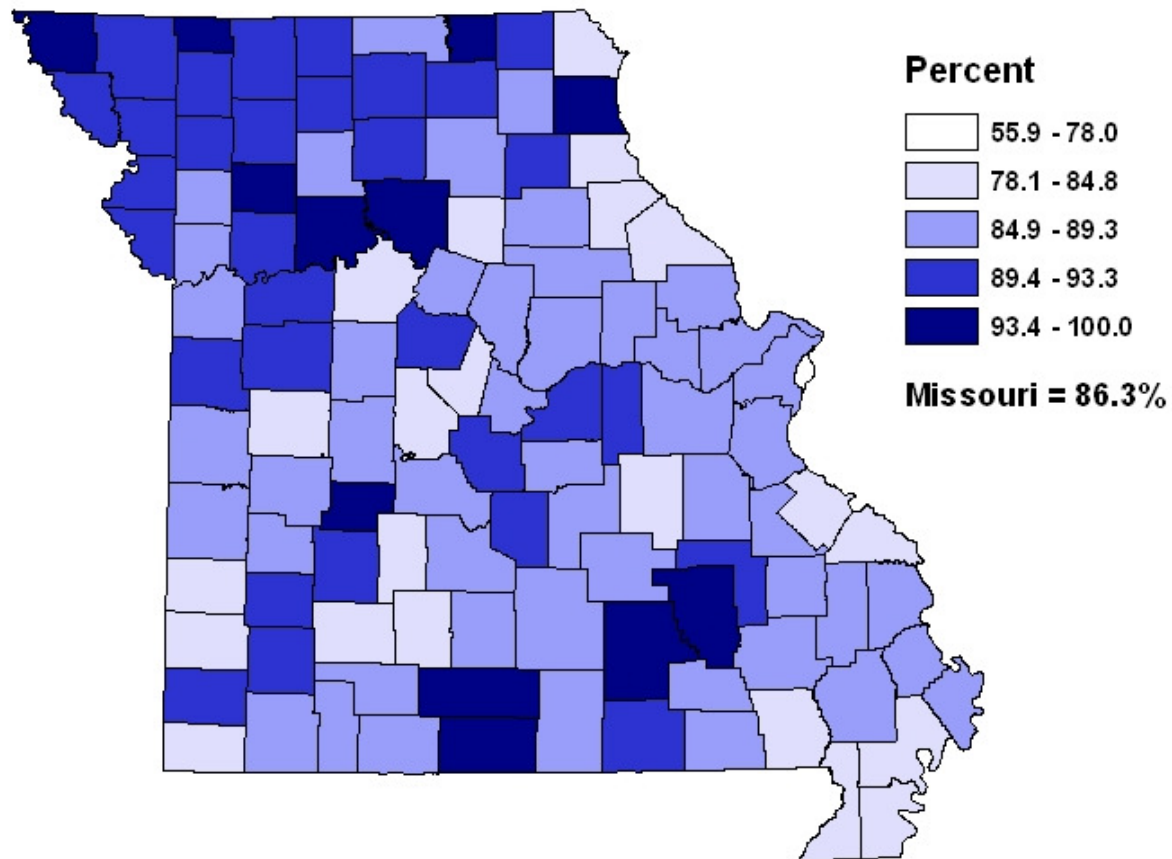 Percent
55.9 - 78.0
78.1 - 84.8
84.9 - 89.3
89.4 - 93.3
93.4 - 100.0
Missouri = 86.3%